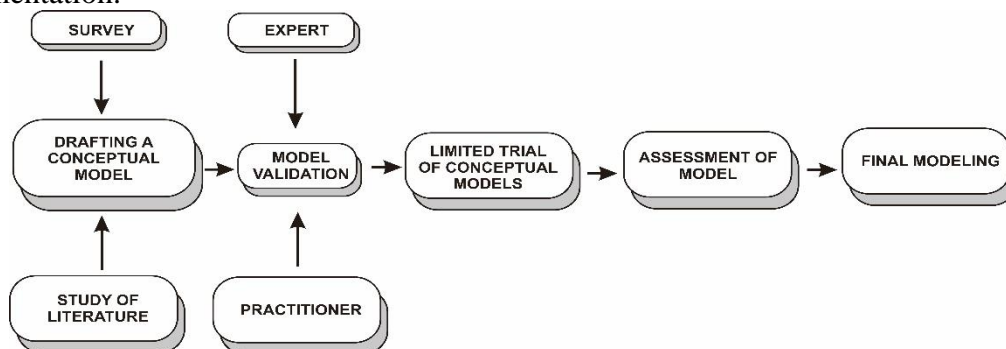 SURVEY
EXPERT
DRAFTING A
CONCEPTUAL
MODEL
MODEL
VALIDATION
LIMITED TRIAL
OF CONCEPTUAL
MODELS
ASSESSMENT OF
MODEL
FINAL MODELING
STUDY OF
LITERATURE
PRACTITIONER